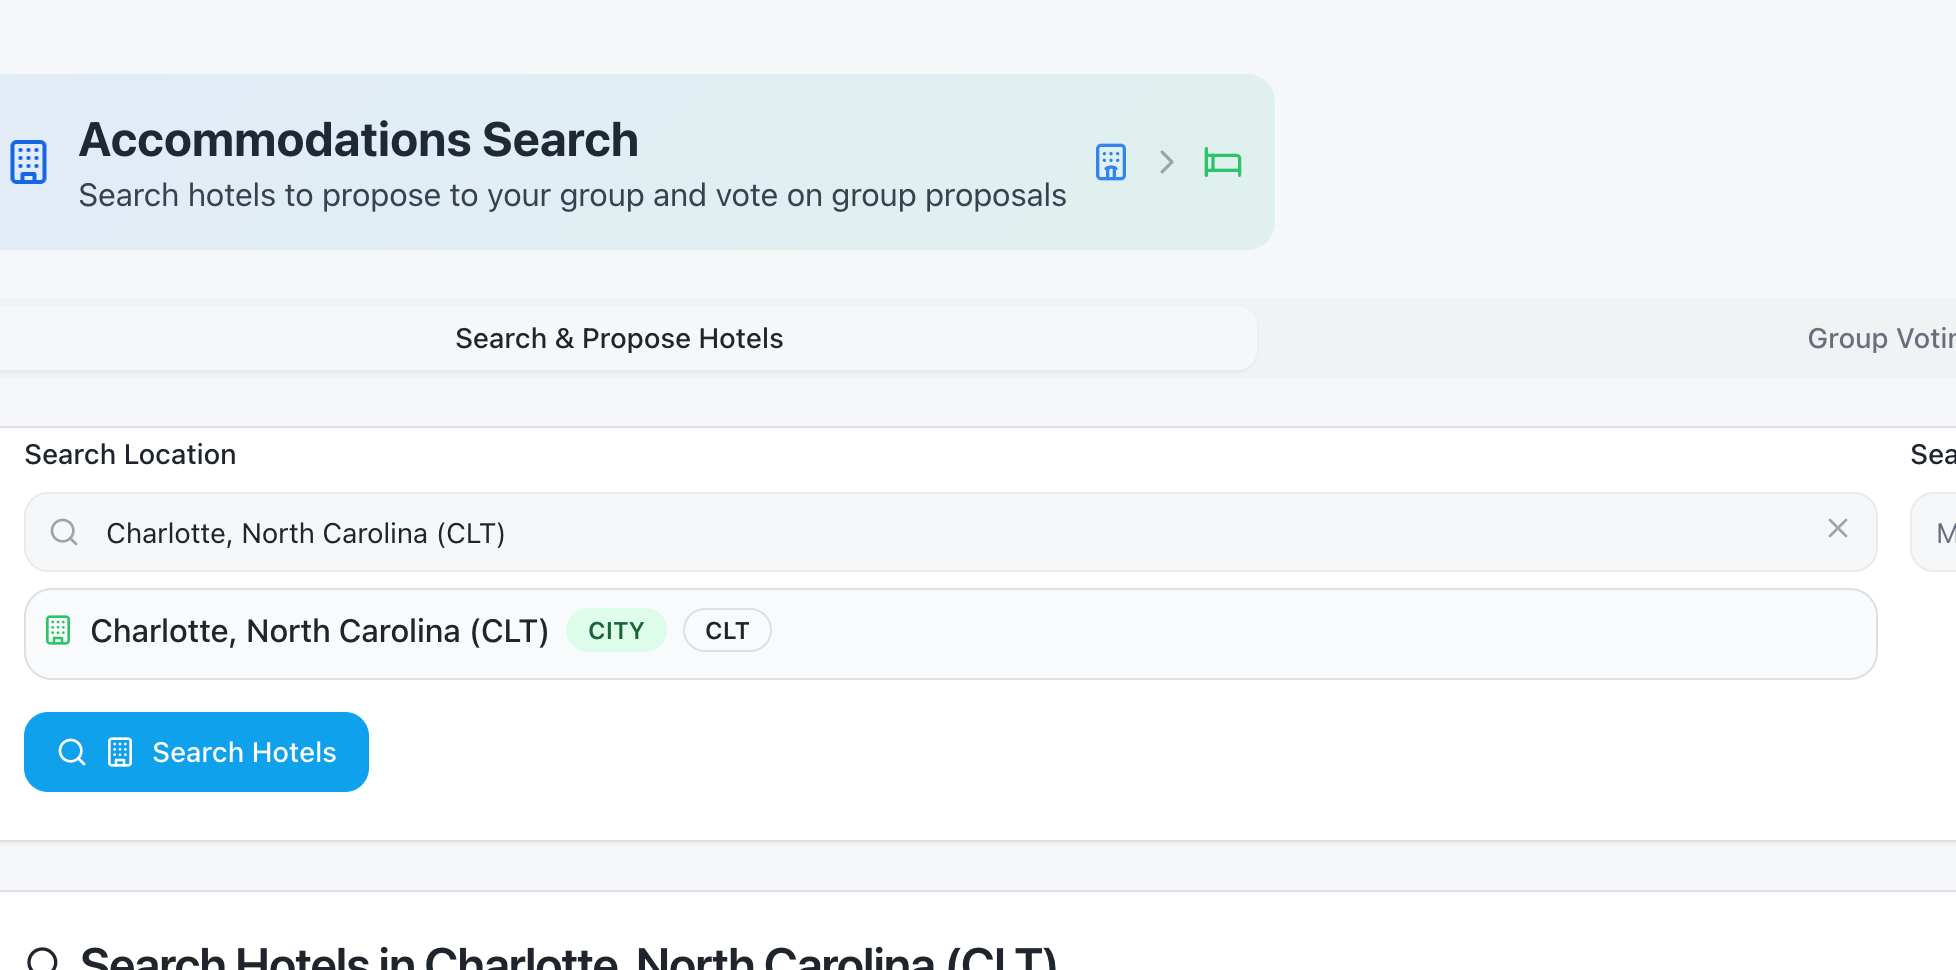 Accommodations Search
Search hotels to propose to your group and vote on group proposals
Search & Propose Hotels
Group
Search Location
Charlotte, North Carolina (CLT)
Charlotte, North Carolina (CLT) CITY CLT
Search Hotels
Search Hotels in Charlotte, North Carolina (CLT)